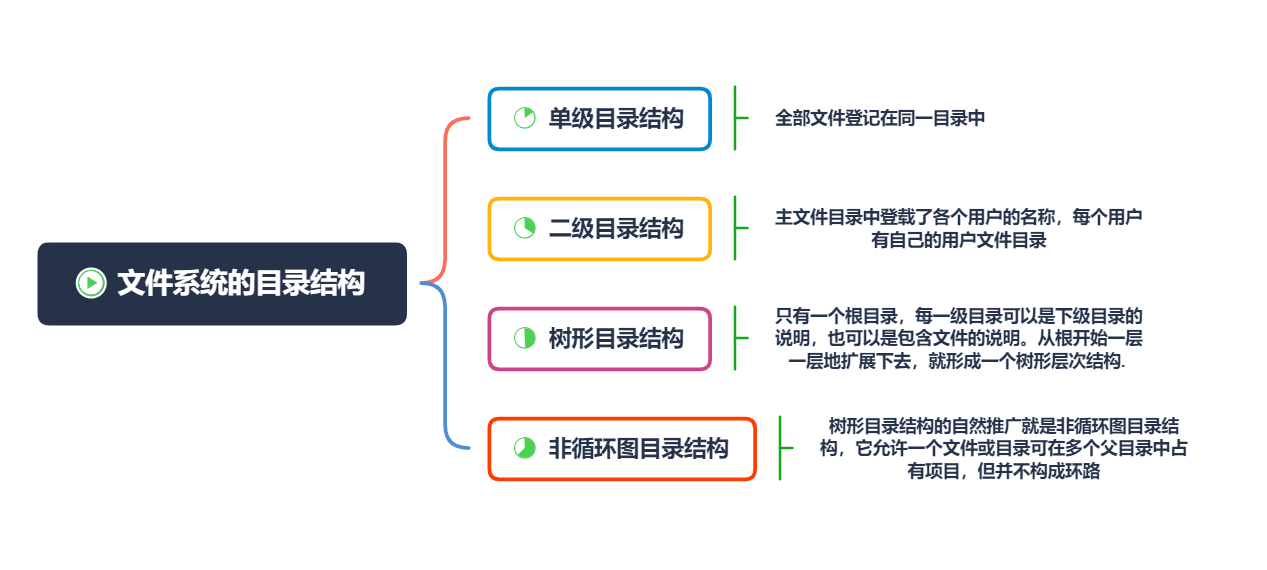 文件系统的目录结构
单级目录结构
全部文件登记在同一目录中
二级目录结构
主文件目录中登载了各个用户的名称，每个用户
有自己的用户文件目录
树形目录结构
只有一个根目录，每一级目录可以是下级目录的
说明，也可以是包含文件的说明。从根开始一层
一层地扩展下去，就形成一个树形层次结构.
非循环图目录结构
树形目录结构的自然推广就是非循环图目录结
构，它允许一个文件或目录可在多个父目录中占
有项目，但并不构成环路